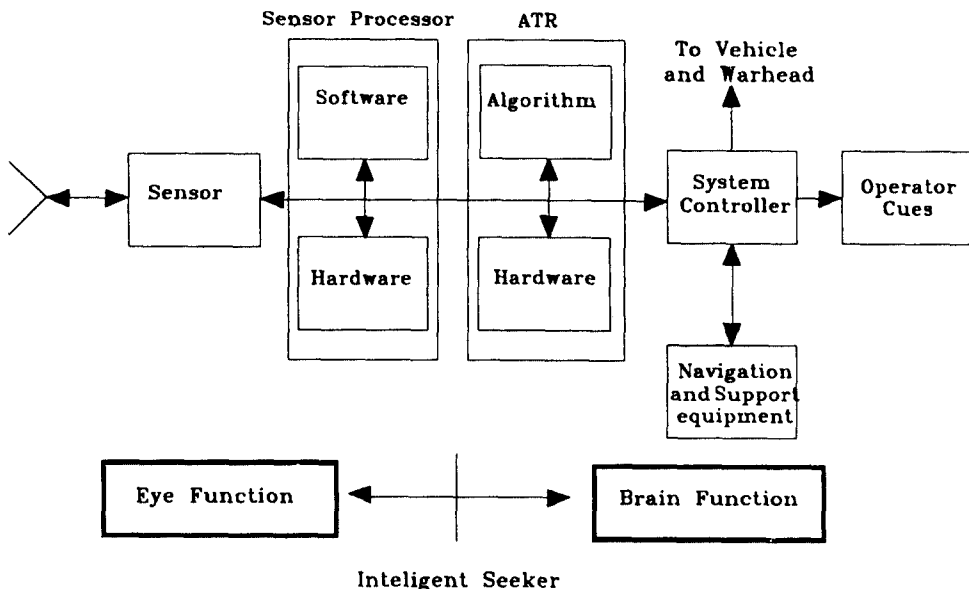 Sensor Processor
ATR
To Vehicle
and Warhead
Software
Algorithm
Sensor
System
Controller
Operator
Cues
Hardware
Hardware
Navigation
and Support
equipment
Eye Function
Brain Function
Inteligent Seeker